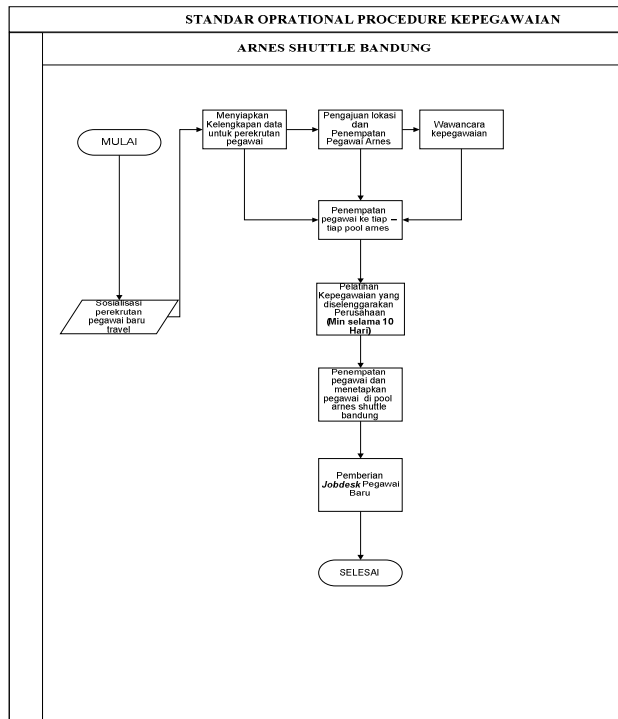 STANDAR OPRATIONAL PROCEDURE KEPEGAWAIAN
ARNES SHUTTLE BANDUNG
MULAI
Sosialisasi
perekrutan
pegawai baru
travel
Menyiapkan
Kelengkapan data
untuk perekrutan
pegawai
Pengajuan lokasi
dan
Penempatan
Pegawai Arnes
Wawancara
kepegawaian
Penempatan
pegawai ke tiap –
tiap pool arnes
Pelatihan
Kepegawaian yang
diselenggarakan
Perusahaan
(Min selama 10
Hari)
Penempatan
pegawai dan
menetapkan
pegawai di pool
arnes shuttle
bandung
Pemberian
Jobdesk Pegawai
Baru
SELESAI